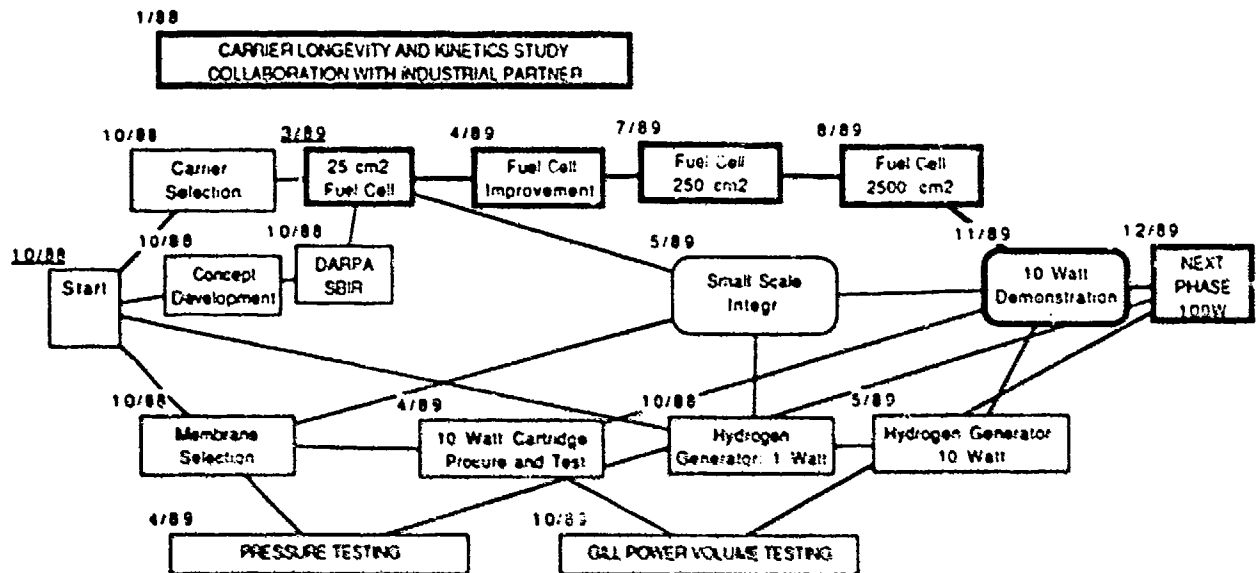 1/88
CARRIER LONGEVITY AND KINETICS STUDY
COLLABORATION WITH INDUSTRIAL PARTNER
10/88
Carrier
Selection
3/89
25 cm2
Fuel Cell
4/89
Fuel Cell
Improvement
7/89
Fuel Cell
250 cm2
8/89
Fuel Cell
2500 cm2
10/88
Start
10/88
Concept
Development
10/88
DARPA
SBIR
5/89
Small Scale
Integr
11/89
10 Watt
Demonstration
12/89
NEXT
PHASE
100W
10/88
Membrane
Selection
4/89
10 Watt Cartridge
Procure and Test
10/88
Hydrogen
Generator: 1 Watt
5/89
Hydrogen Generator
10 Watt
4/89
PRESSURE TESTING
10/89
POWER VOLUME TESTING